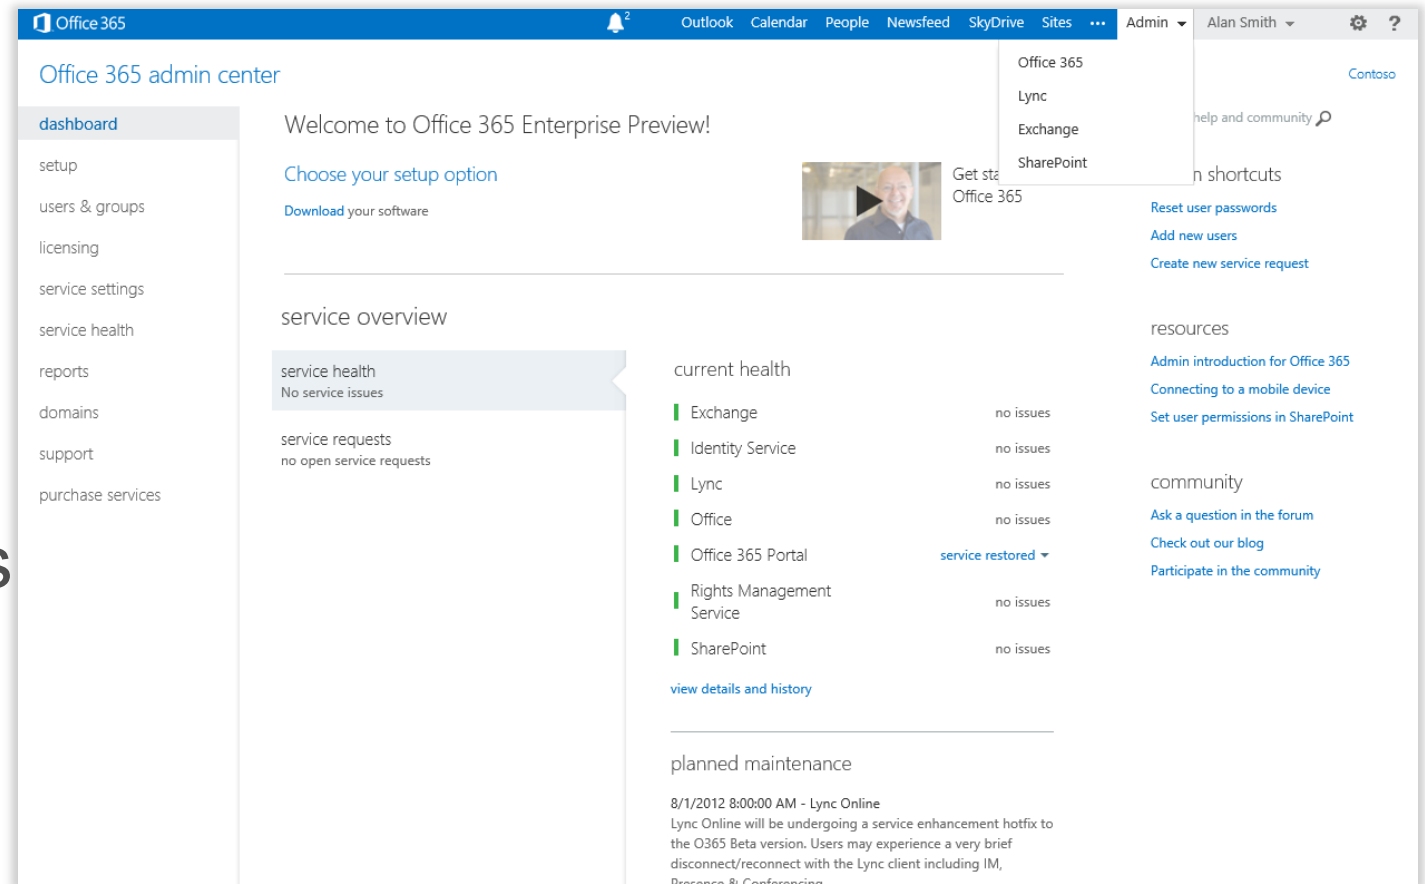 Office 365
2
Outlook Calendar People Newsfeed SkyDrive Sites ••• Admin Alan Smith ?
Office 365
Lync
Exchange
SharePoint
Office 365 admin center
Contoso
dashboard
setup
users & groups
licensing
service settings
service health
reports
domains
support
purchase services
s
Welcome to Office 365 Enterprise Preview!
Choose your setup option
Download your software
Get sta
Office 365
service overview
service health
No service issues
service requests
no open service requests
current health
Exchange no issues
Identity Service no issues
Lync no issues
Office no issues
Office 365 Portal service restored
Rights Management
Service no issues
SharePoint no issues
view details and history
planned maintenance
8/1/2012 8:00:00 AM - Lync Online
Lync Online will be undergoing a service enhancement hotfix to
the O365 Beta version. Users may experience a very brief
disconnect/reconnect with the Lync client including IM,
Presence & Conferencing
help and community
n shortcuts
Reset user passwords
Add new users
Create new service request
resources
Admin introduction for Office 365
Connecting to a mobile device
Set user permissions in SharePoint
community
Ask a question in the forum
Check out our blog
Participate in the community